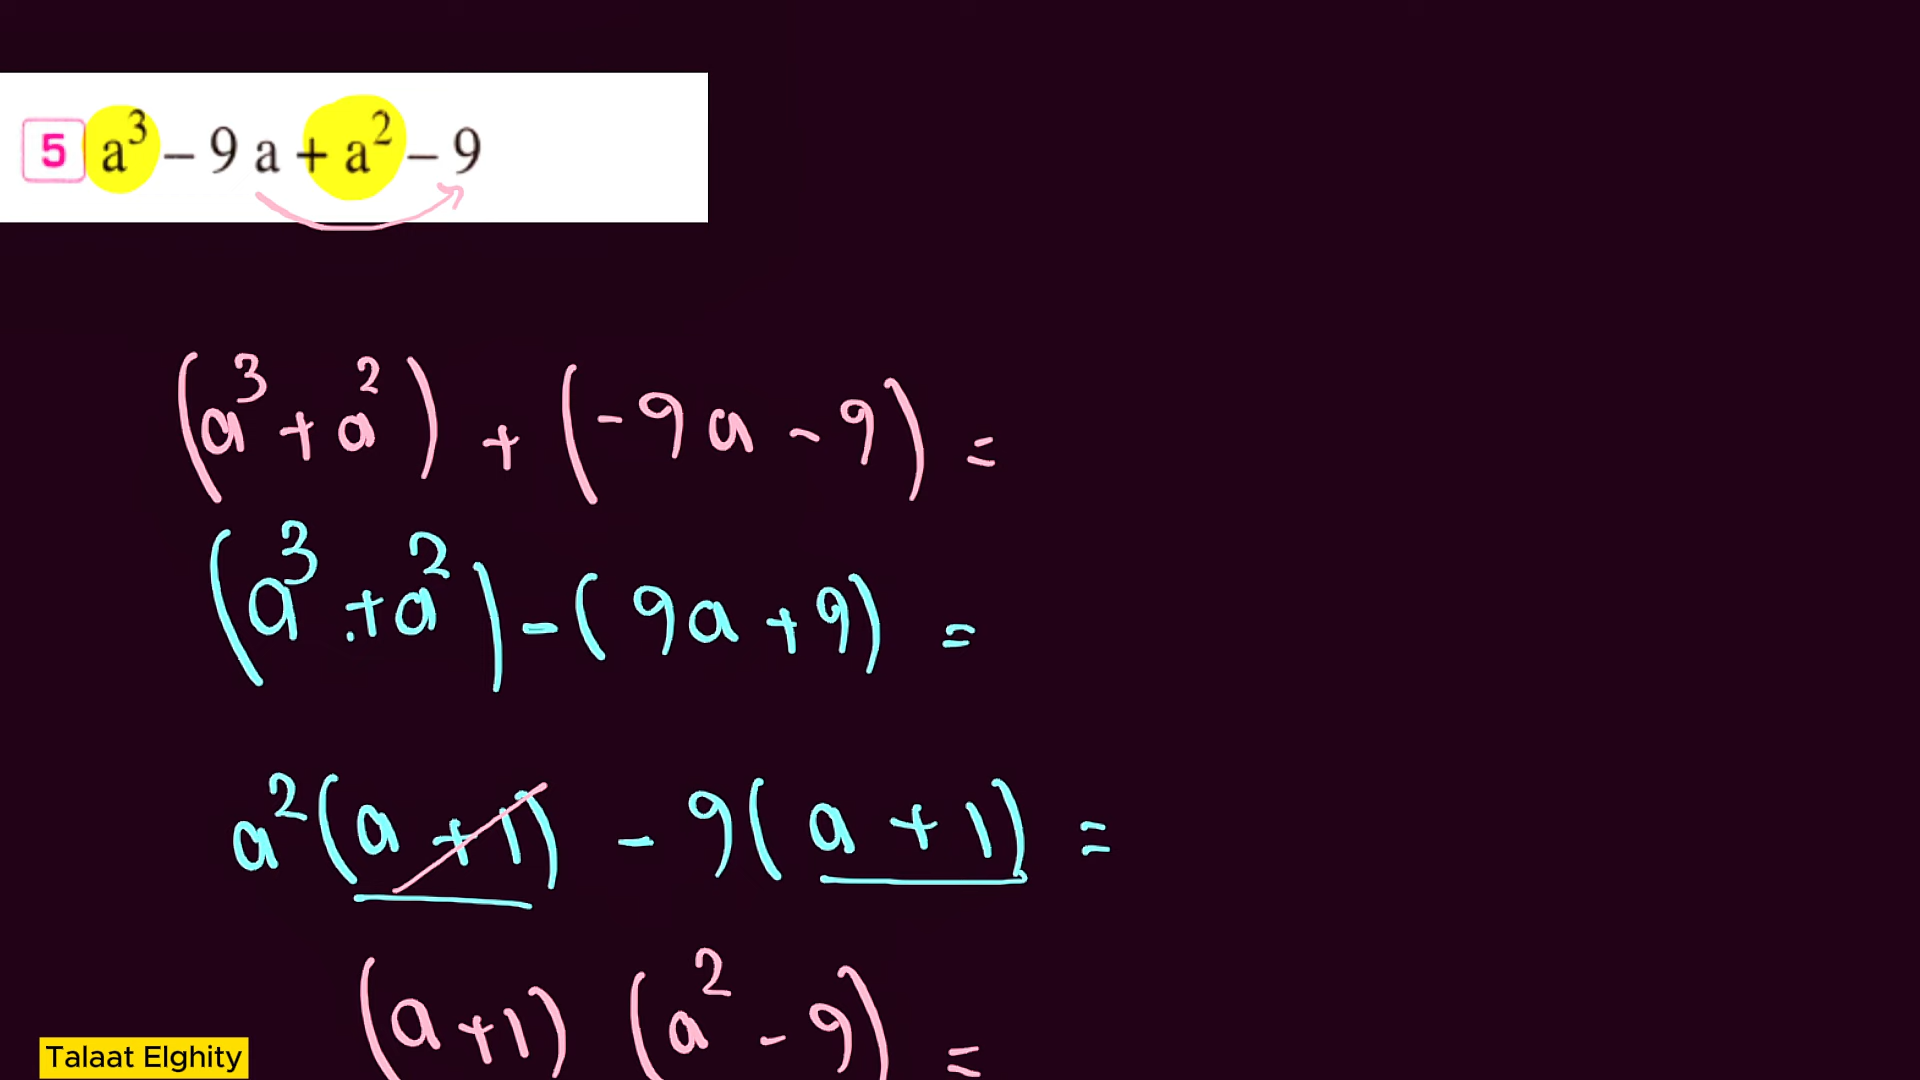 5 a³ – 9 a + a² – 9
(a³ + a²) + (-9a - 9) =
(a³ + a²) - (9a + 9) =
a²(a + 1) - 9(a + 1) =
(a + 1) (a² - 9) =
Talaat Elghity